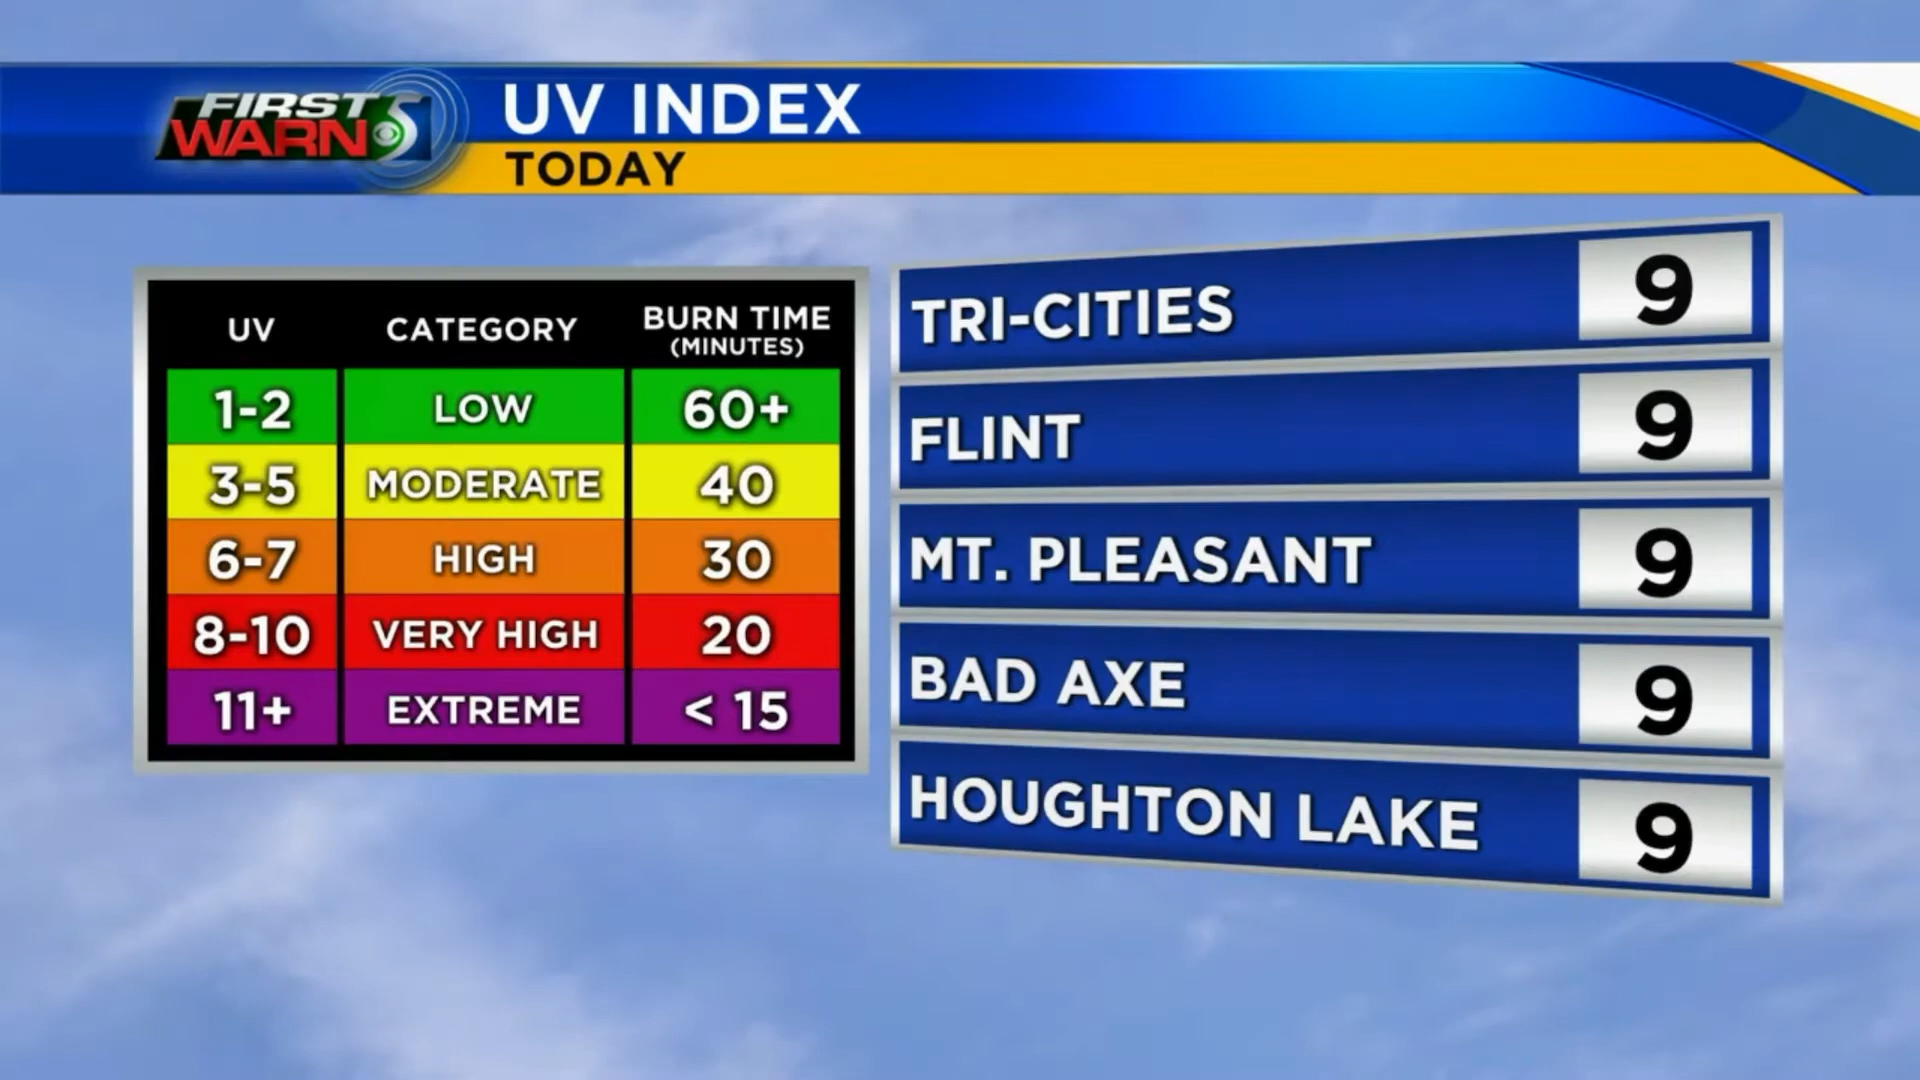 FIRST
WARN 5
UV INDEX
TODAY
UV CATEGORY BURN TIME
(MINUTES)
1-2 LOW 60+
3-5 MODERATE 40
6-7 HIGH 30
8-10 VERY HIGH 20
11+ EXTREME < 15
TRI-CITIES 9
FLINT 9
MT. PLEASANT 9
BAD AXE 9
HOUGHTON LAKE 9